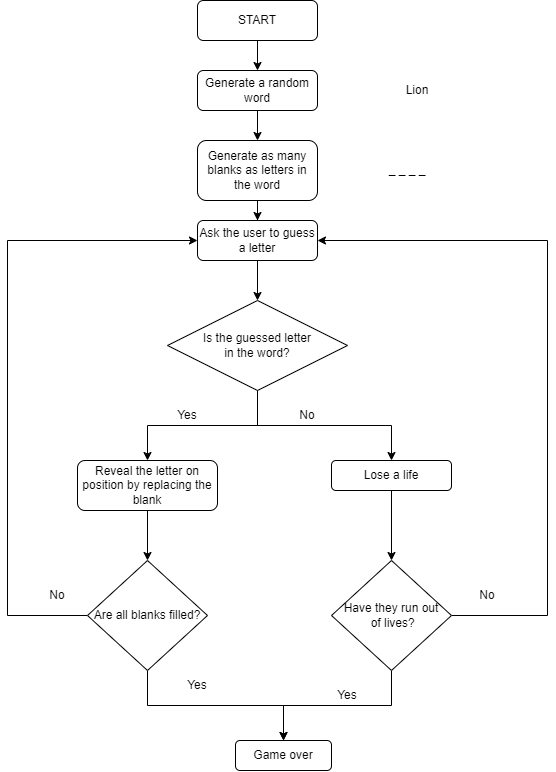 START
Generate a random
word
Lion
Generate as many
blanks as letters in
the word
_ _ _ _
Ask the user to guess
a letter
Is the guessed letter
in the word?
Yes
No
Reveal the letter on
position by replacing the
blank
Lose a life
No
Are all blanks filled?
Have they run out
of lives?
No
Yes
Yes
Game over